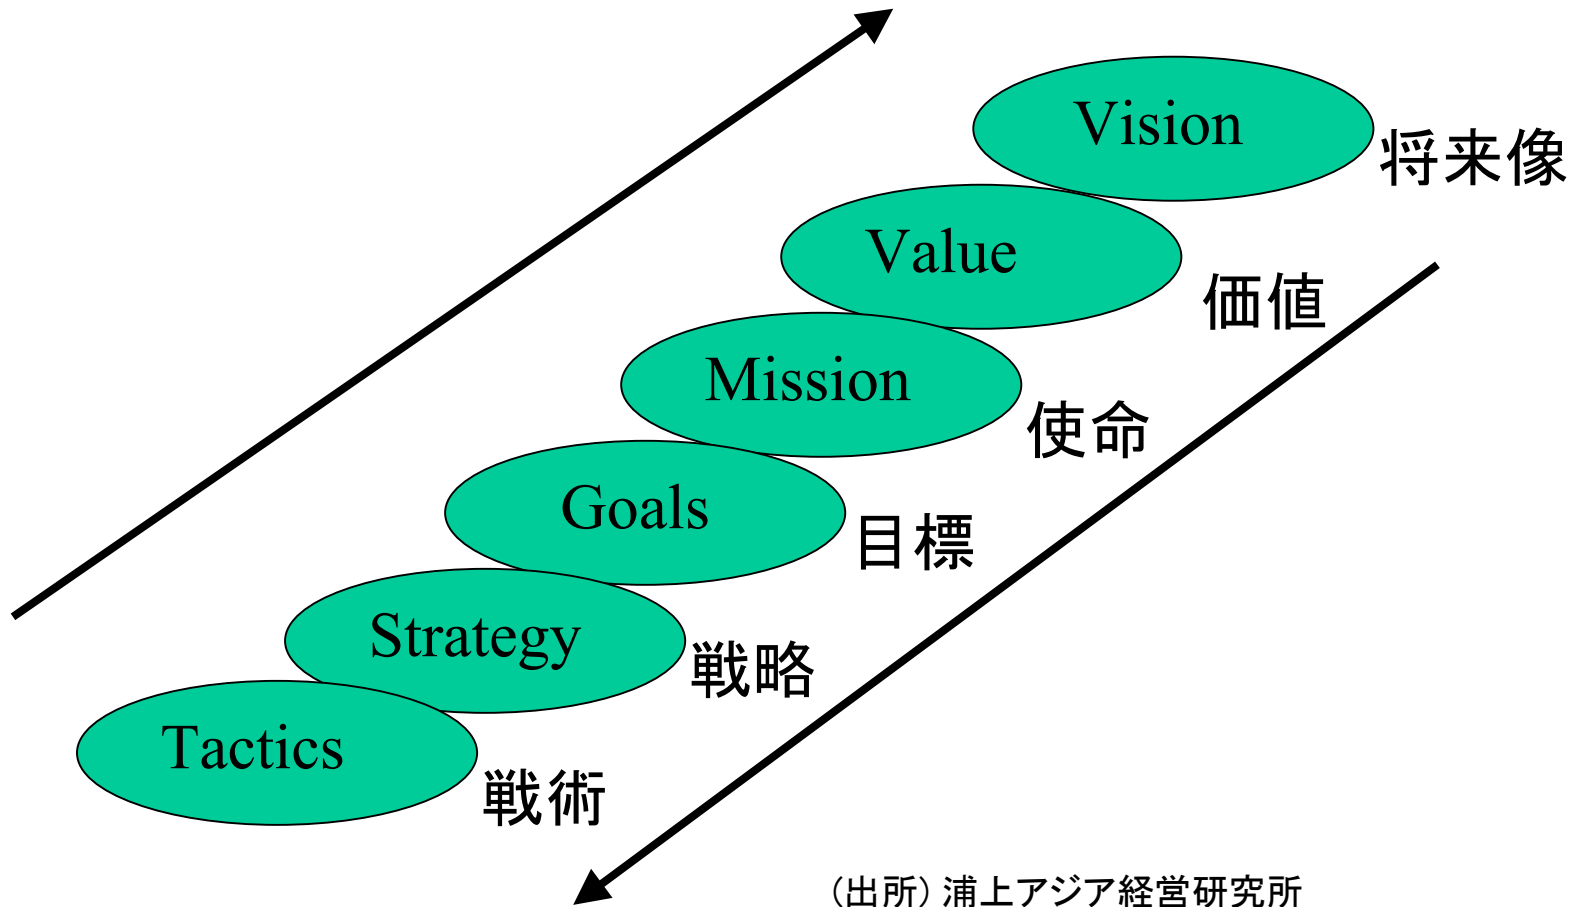 Vision
将来像
Value
価値
Mission
使命
Goals
目標
Strategy
戦略
Tactics
戦術
（出所）浦上アジア経営研究所